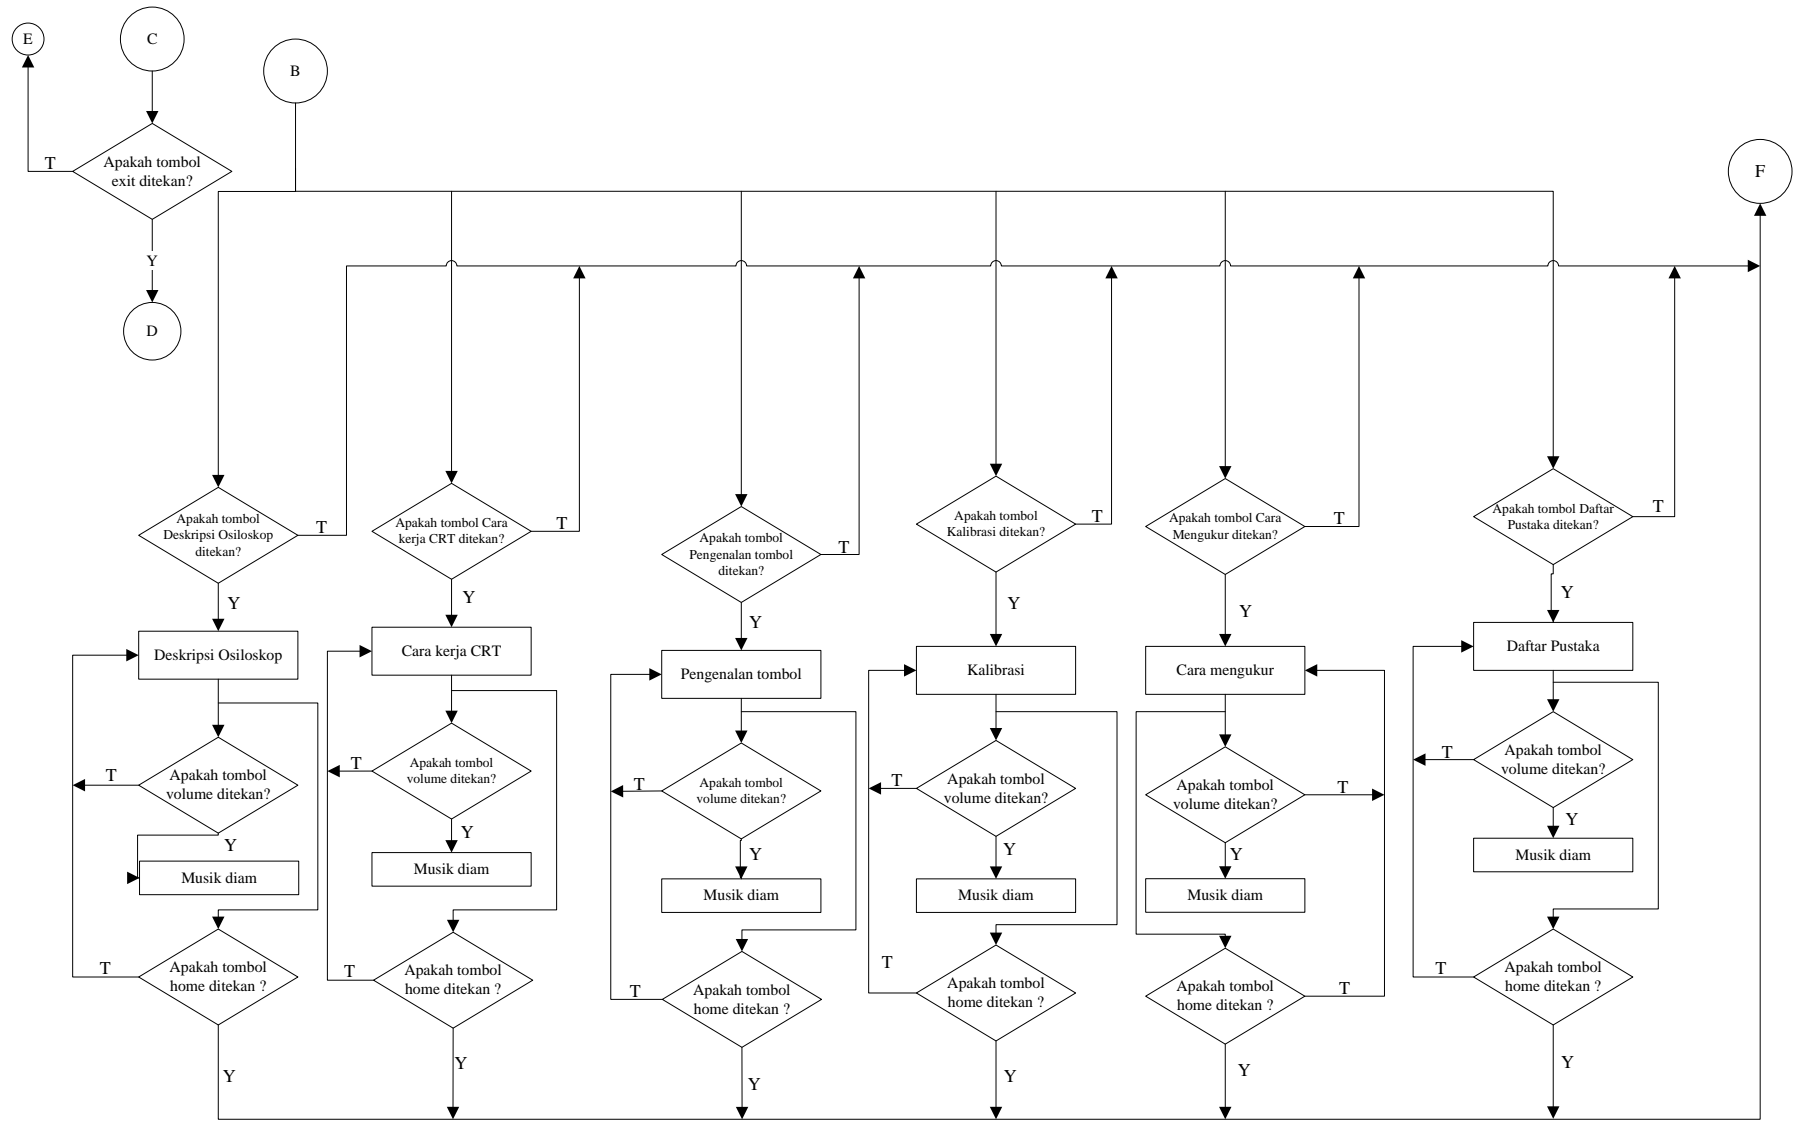 E
C
B
F
Apakah tombol
exit ditekan?
T
Y
D
Apakah tombol
Deskripsi Osiloskop
ditekan?
T
Y
Deskripsi Osiloskop
Apakah tombol
volume ditekan?
T
Y
Musik diam
Apakah tombol
home ditekan ?
T
Y
Apakah tombol Cara
kerja CRT ditekan?
T
Y
Cara kerja CRT
Apakah tombol
volume ditekan?
T
Y
Musik diam
Apakah tombol
home ditekan ?
T
Y
Apakah tombol
Pengenalan tombol
ditekan?
T
Y
Pengenalan tombol
Apakah tombol
volume ditekan?
T
Y
Musik diam
Apakah tombol
home ditekan ?
T
Y
Apakah tombol
Kalibrasi ditekan?
T
Y
Kalibrasi
Apakah tombol
volume ditekan?
T
Y
Musik diam
Apakah tombol
home ditekan ?
T
Y
Apakah tombol Cara
Mengukur ditekan?
T
Y
Cara mengukur
Apakah tombol
volume ditekan?
T
Y
Musik diam
Apakah tombol
home ditekan ?
T
Y
Apakah tombol Daftar
Pustaka ditekan?
T
Y
Daftar Pustaka
Apakah tombol
volume ditekan?
T
Y
Musik diam
Apakah tombol
home ditekan ?
T
Y